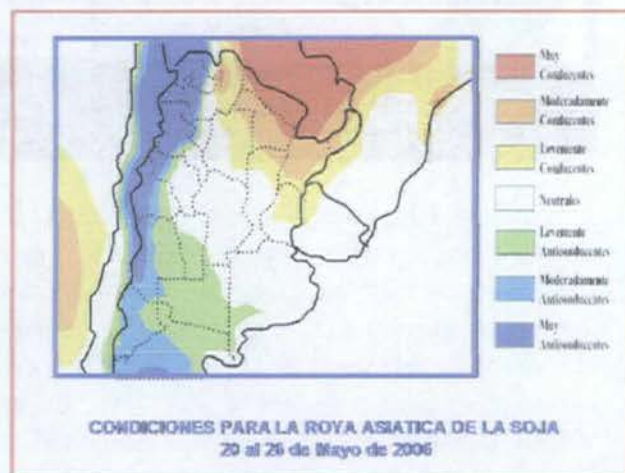 Muy
Conducentes
Moderadamente
Conducentes
Levemente
Conducentes
Neutrales
Levemente
Anticonducentes
Moderadamente
Anticonducentes
Muy
Anticonducentes
CONDICIONES PARA LA ROYA ASIATICA DE LA SOJA
20 al 26 de Mayo de 2006